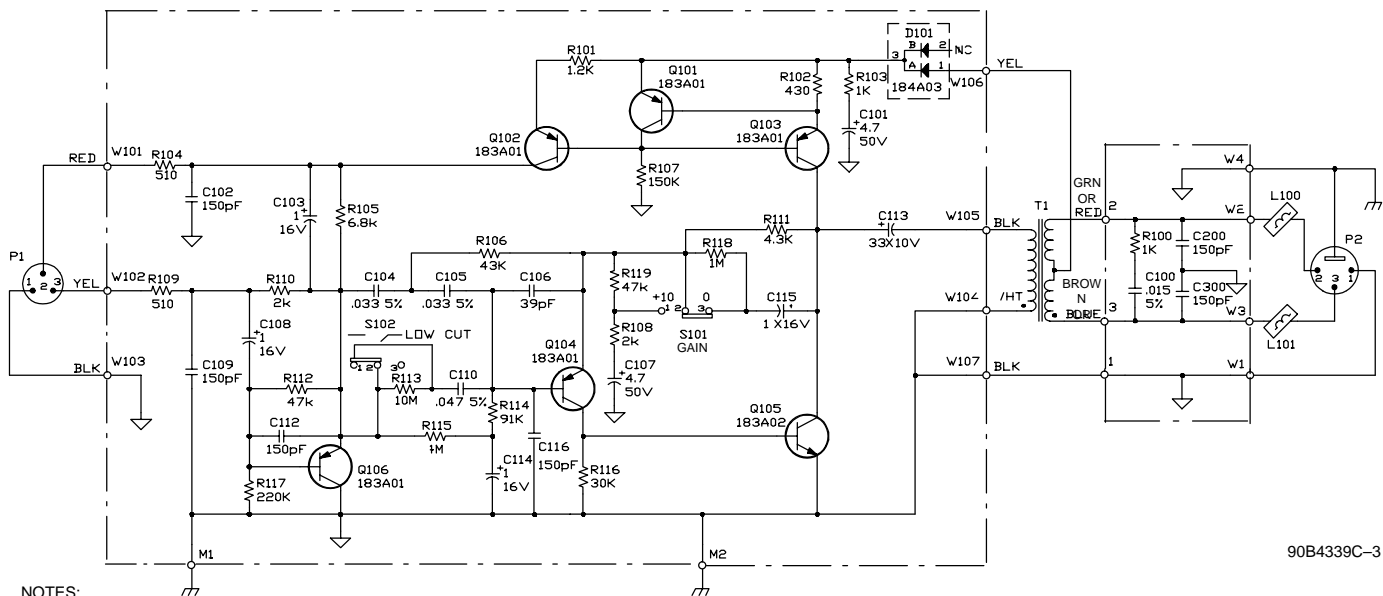 D101
B 2 NC
3
A 1
184A03
W106
YEL
R101
1.2K
Q101
183A01
R102
430
R103
1K
C101
+4.7
50V
Q102
183A01
Q103
183A01
R107
150K
RED
W101
R104
510
C102
150pF
C103
1
+
16V
R105
6.8k
R106
43K
R111
4.3K
C113
+
33X10V
W105
BLK
T1
GRN
OR
RED
2
W4
W2
L100
P2
P1
1 2 3
YEL
W102
R109
510
R110
2k
C104
.033 5%
C105
.033 5%
C106
39pF
R119
47k
R118
1M
+10 0
1 2 3
S101
GAIN
C115
+
1 X16V
W104
/HT
BROW
N
3
R100
1K
C100
.015
5%
C200
150pF
C300
150pF
W3
L101
2 3 1
C108
+1
16V
S102
LOW CUT
1 2 3
R108
2k
C107
+4.7
50V
BLK
W103
C109
150pF
R112
47k
R113
10M
C110
.047 5%
Q104
183A01
R114
91K
W107
BLK
1
W1
C112
150pF
R115
1M
C114
+1
16V
C116
150pF
R116
30K
Q105
183A02
Q106
183A01
R117
220K
M1
M2
90B4339C–3
NOTES: